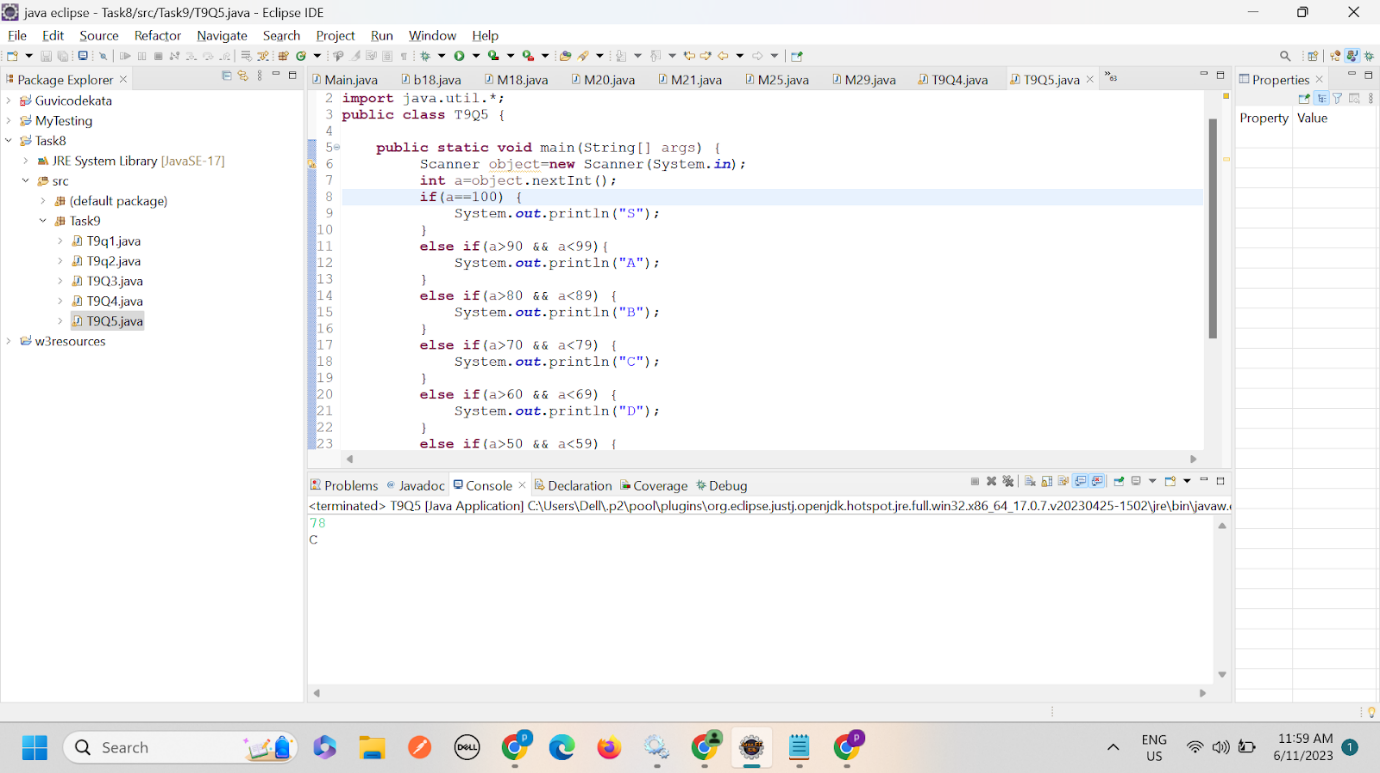 java eclipse - Task8/src/Task9/T9Q5.java - Eclipse IDE
File Edit Source Refactor Navigate Search Project Run Window Help
Package Explorer
Guvicodekata
MyTesting
Task8
JRE System Library [JavaSE-17]
src
(default package)
Task9
T9q1.java
T9q2.java
T9Q3.java
T9Q4.java
T9Q5.java
w3resources
Main.java b18.java M18.java M20.java M21.java M25.java M29.java T9Q4.java T9Q5.java 63
2 import java.util.*;
3 public class T9Q5 {
4
5 public static void main(String[] args) {
6 Scanner object=new Scanner(System.in);
7 int a=object.nextInt();
8 if(a==100) {
9 System.out.println("S");
10 }
11 else if(a>90 && a<99){
12 System.out.println("A");
13 }
14 else if(a>80 && a<89) {
15 System.out.println("B");
16 }
17 else if(a>70 && a<79) {
18 System.out.println("C");
19 }
20 else if(a>60 && a<69) {
21 System.out.println("D");
22 }
23 else if(a>50 && a<59) {
Properties
Property Value
Problems Javadoc Console Declaration Coverage Debug
<terminated> T9Q5 [Java Application] C:\Users\Dell\.p2\pool\plugins\org.eclipse.justj.openjdk.hotspot.jre.full.win32.x86_64_17.0.7.v20230425-1502\jre\bin\javaw.e
78
C
Search
DELL
P
P
ENG
US
11:59 AM
6/11/2023
1